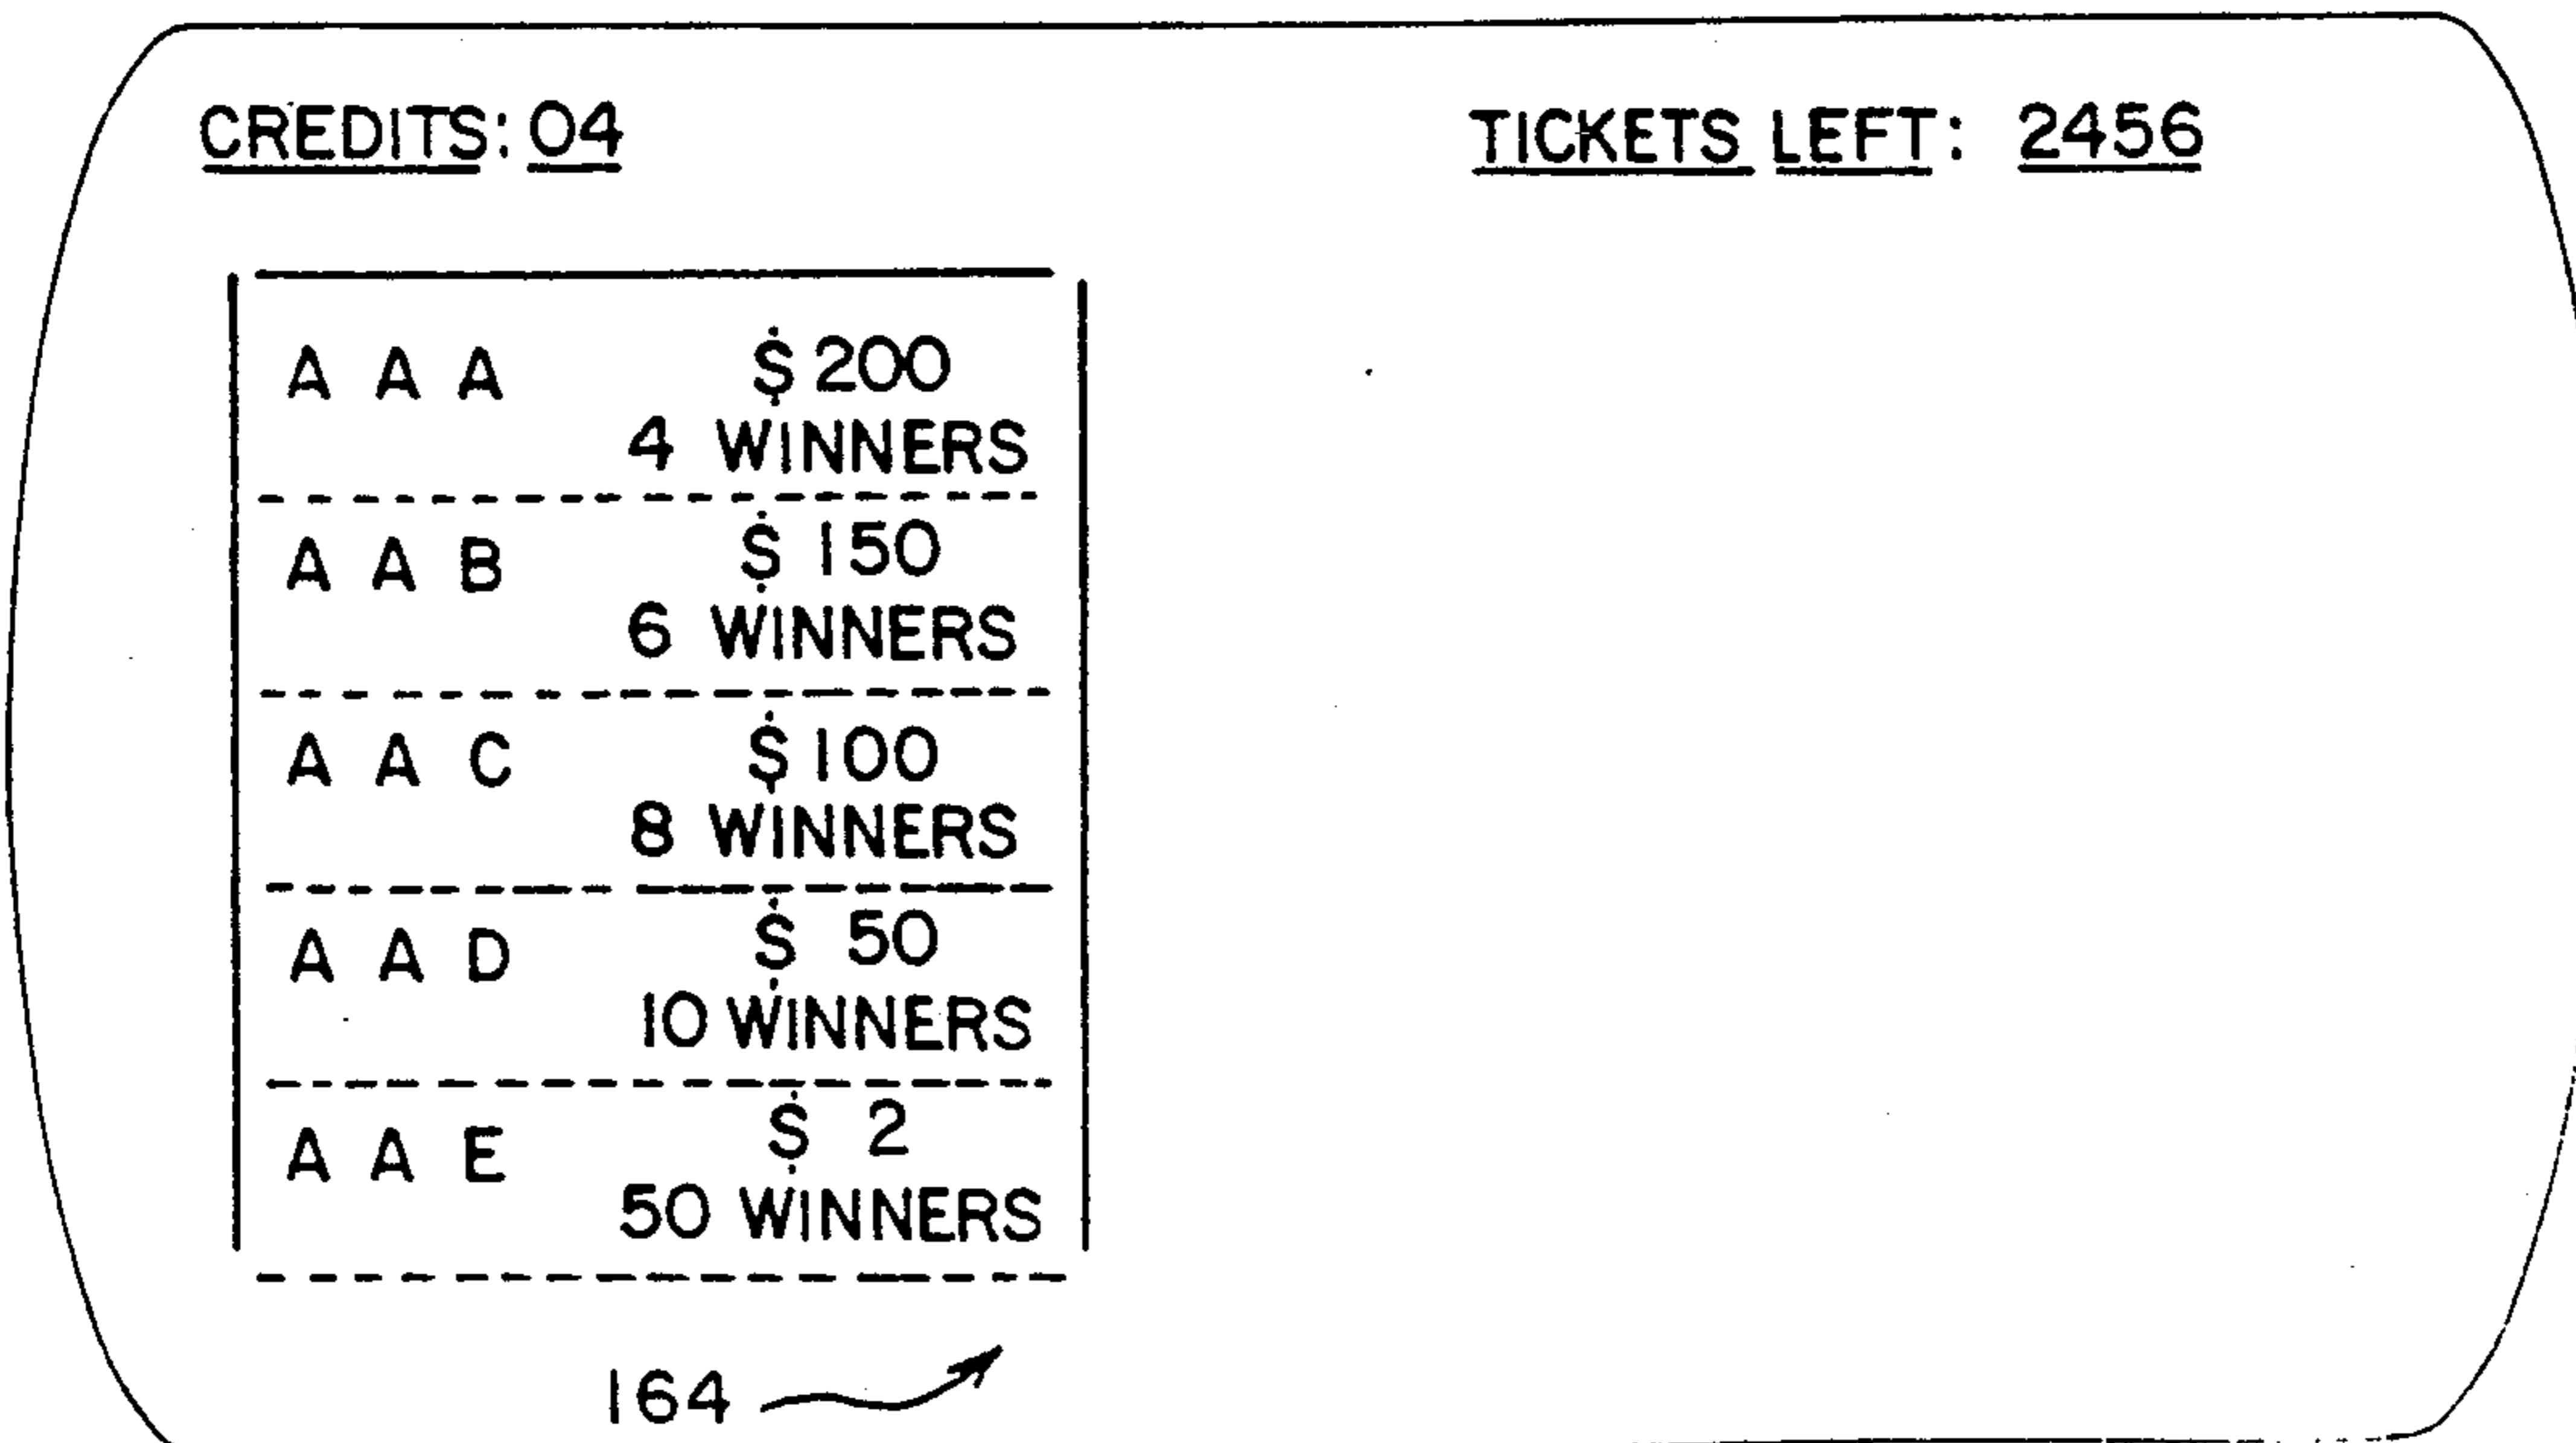 CREDITS: 04 TICKETS LEFT: 2456
A A A $ 200
4 WINNERS
A A B $ 150
6 WINNERS
A A C $ 100
8 WINNERS
A A D $ 50
10 WINNERS
A A E $ 2
50 WINNERS
164